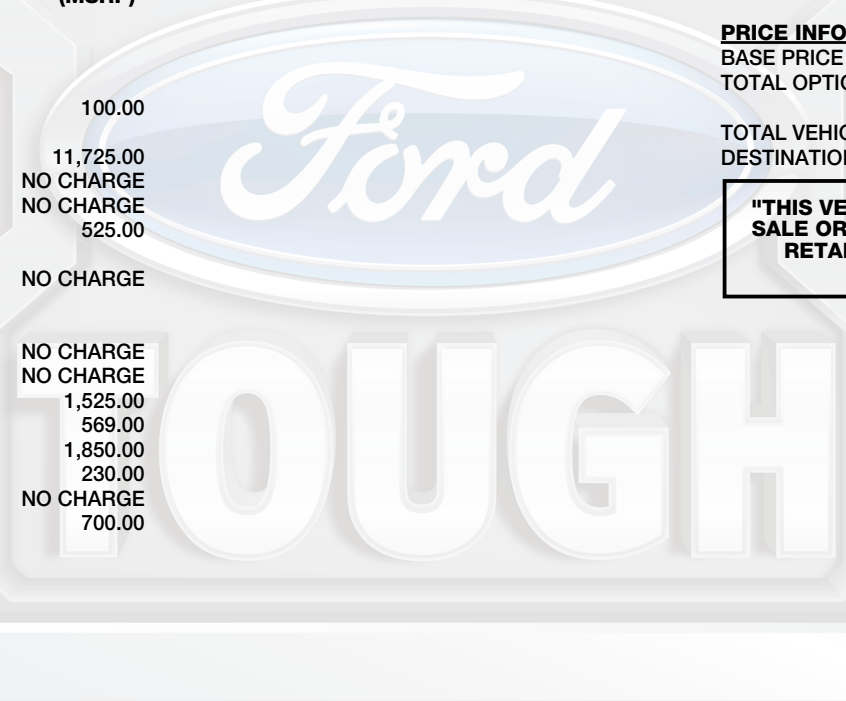 (MSRP)
100.00
11,725.00
NO CHARGE
NO CHARGE
525.00
NO CHARGE
NO CHARGE
NO CHARGE
1,525.00
569.00
1,850.00
230.00
NO CHARGE
700.00
PRICE INFO
BASE PRICE
TOTAL OPTIO
TOTAL VEHIC
DESTINATION
"THIS VE
SALE OR
RETAI
Ford
TOUGH